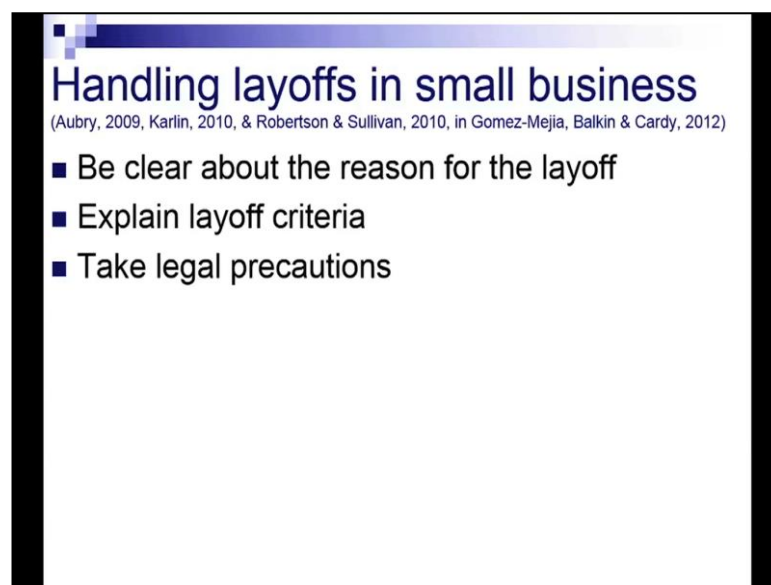 Handling layoffs in small business
(Aubry, 2009, Karlin, 2010, & Robertson & Sullivan, 2010, in Gomez-Mejia, Balkin & Cardy, 2012)
Be clear about the reason for the layoff
Explain layoff criteria
Take legal precautions